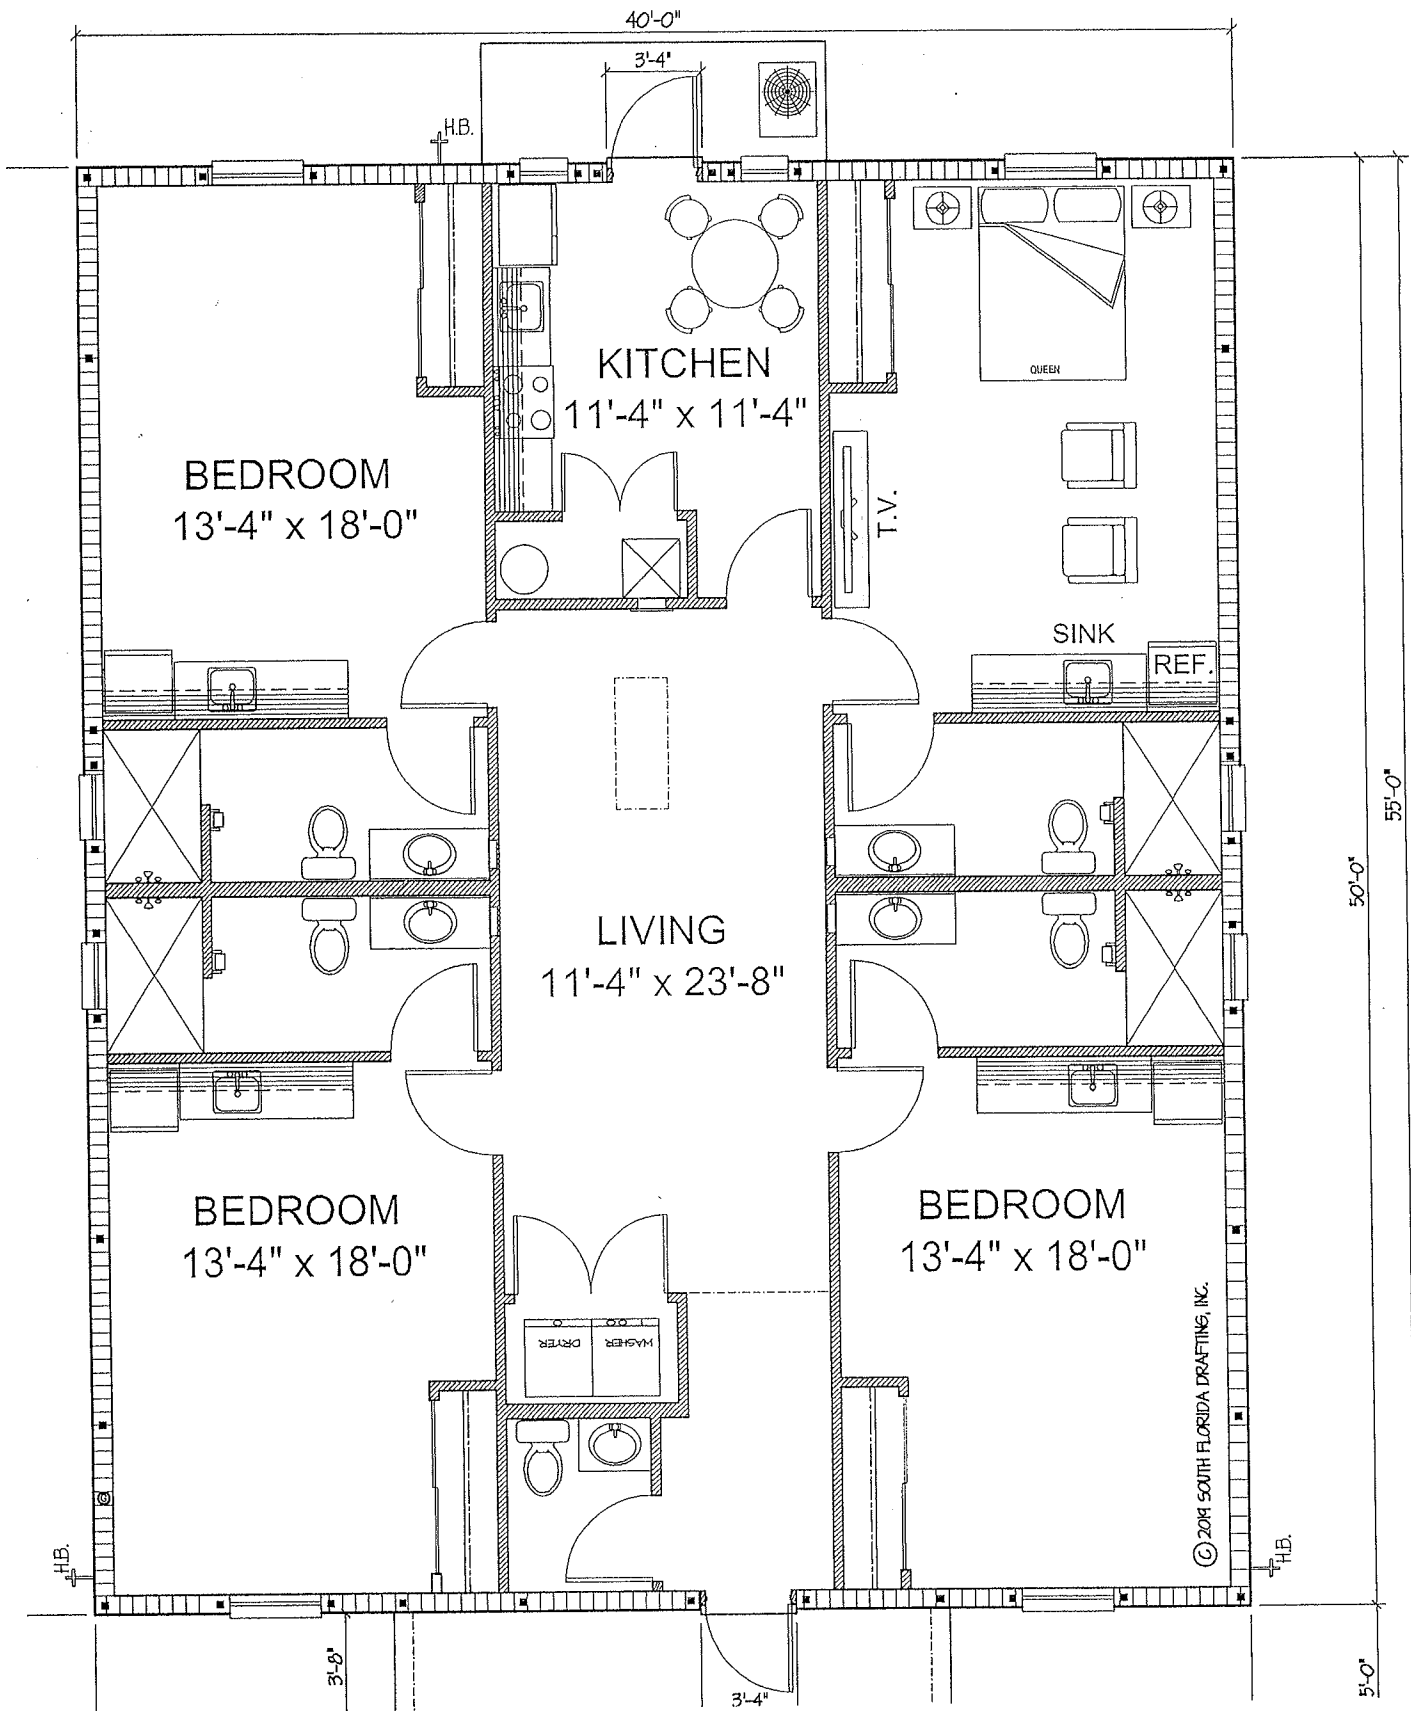 40'-0"
3'-4"
H.B.
QUEEN
KITCHEN
11'-4" x 11'-4"
BEDROOM
13'-4" x 18'-0"
T.V.
SINK
REF.
55'-0"
50'-0"
LIVING
11'-4" x 23'-8"
BEDROOM
13'-4" x 18'-0"
BEDROOM
13'-4" x 18'-0"
DRYER
WASHER
© 2019 SOUTH FLORIDA DRAFTING, INC.
G
H.B.
H.B.
3'-8"
3'-4"
5'-0"